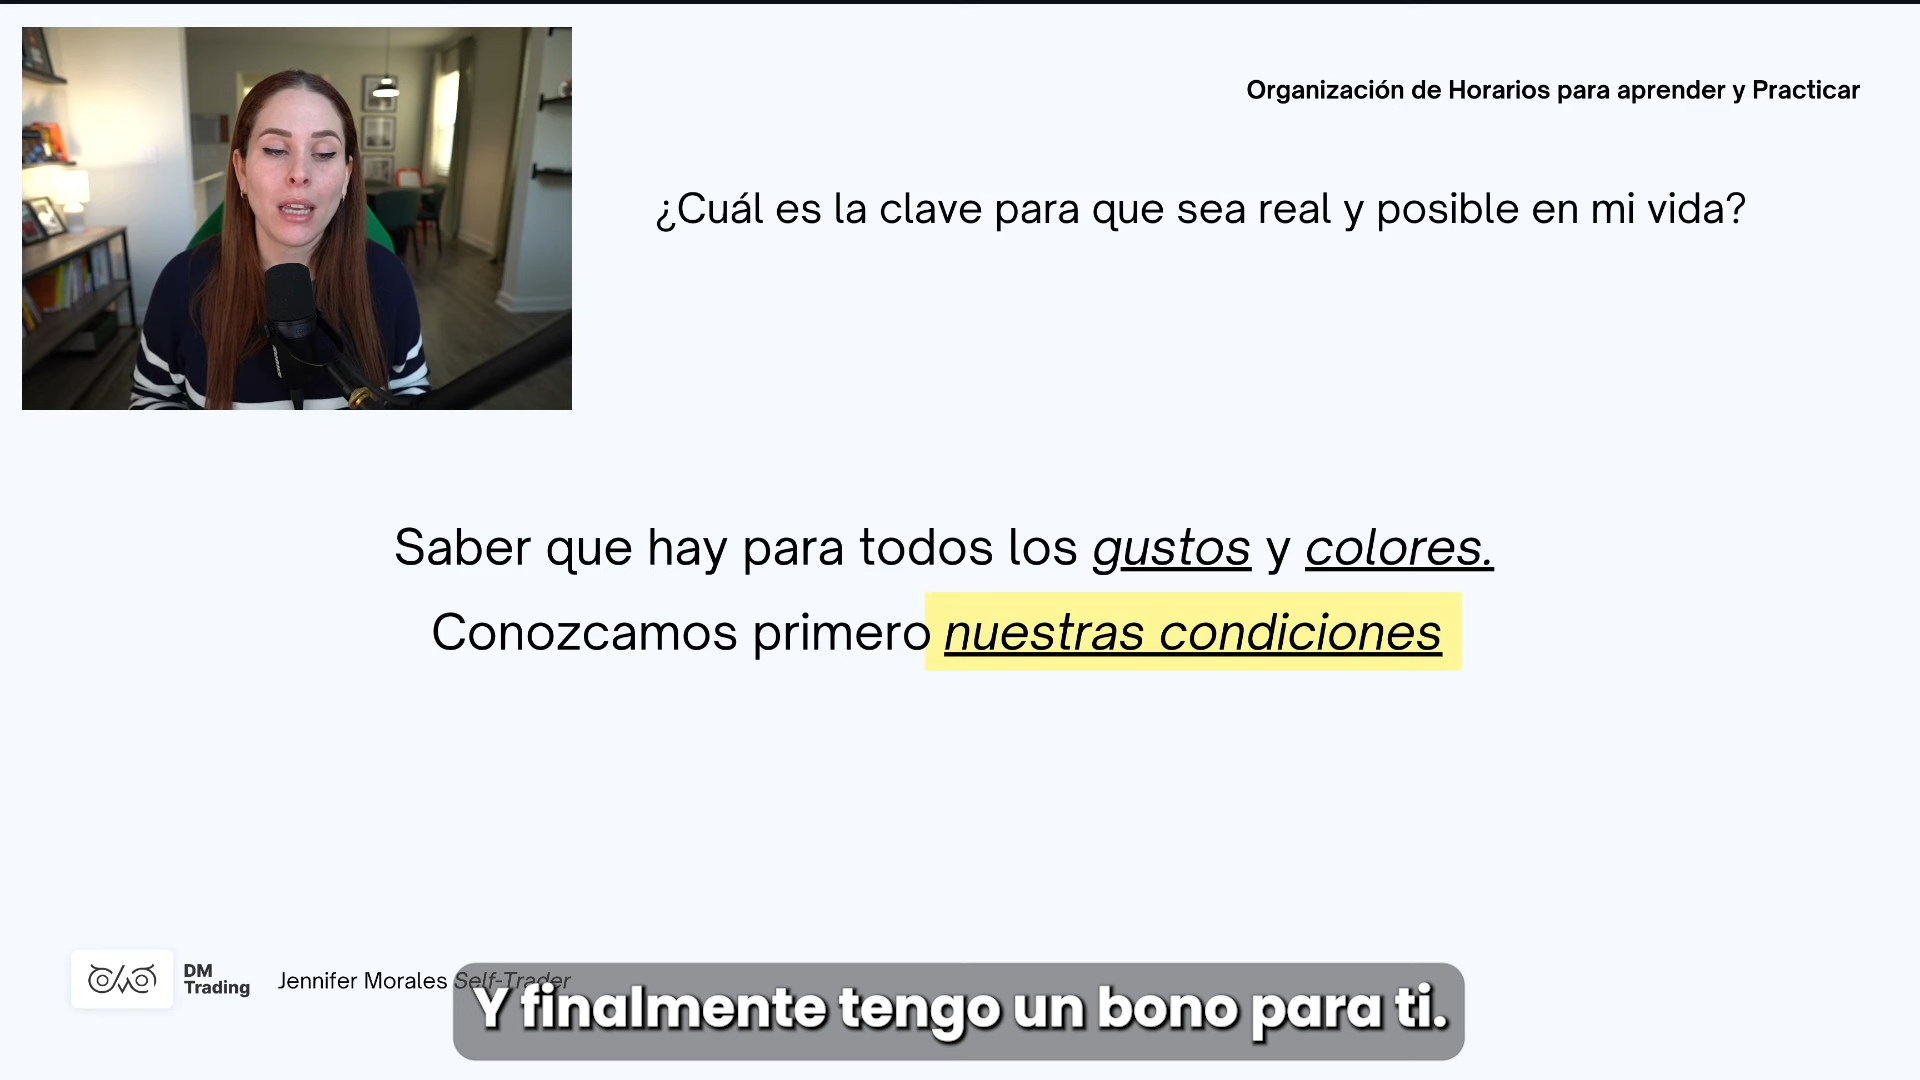 Organización de Horarios para aprender y Practicar
¿Cuál es la clave para que sea real y posible en mi vida?
Saber que hay para todos los gustos y colores.
Conozcamos primero nuestras condiciones
DM
Trading
Jennifer Morales Self-Trader
Y finalmente tengo un bono para ti.